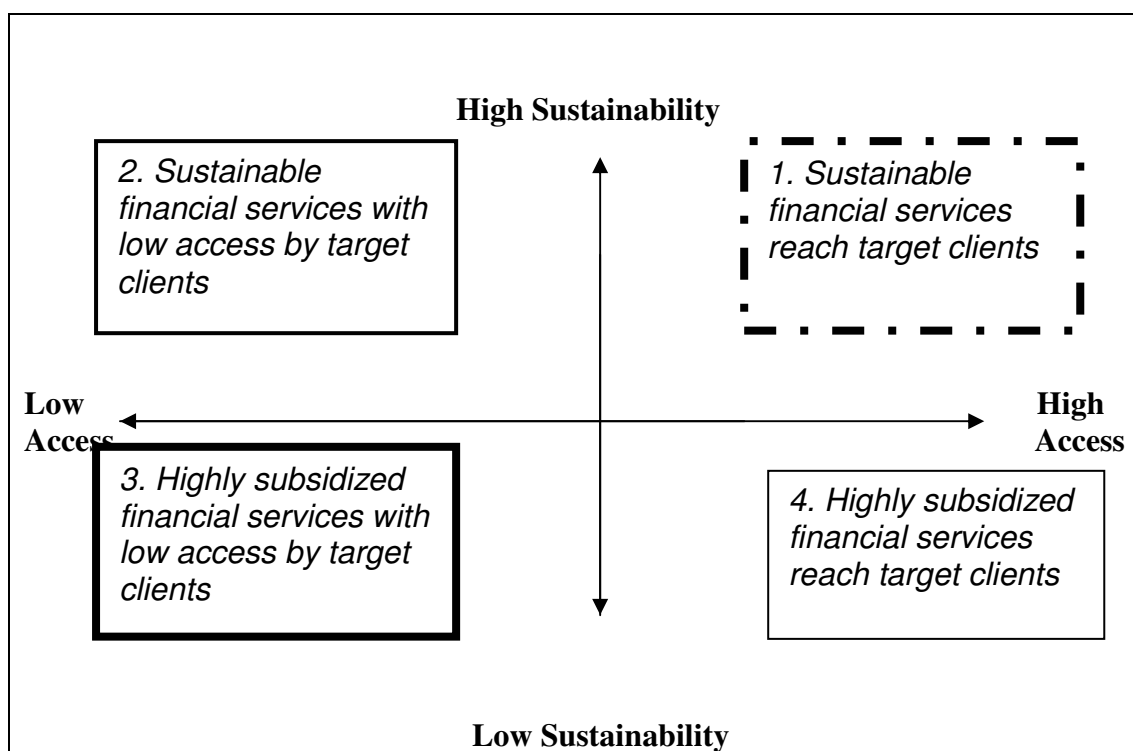 High Sustainability
2. Sustainable
financial services with
low access by target
clients
1. Sustainable
financial services
reach target clients
Low
Access
High
Access
3. Highly subsidized
financial services with
low access by target
clients
4. Highly subsidized
financial services
reach target clients
Low Sustainability